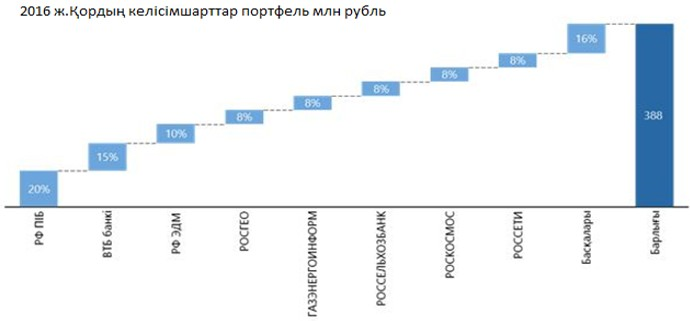 2016 ж.Қордың келісімшарттар портфель млн рубль
20%
15%
10%
8%
8%
8%
8%
8%
16%
388
РФ ПІБ
ВТБ банкі
РФ ЭДМ
РОСГЕО
ГАЗЭНЕРГОИНФОРМ
РОССЕЛЬХОЗБАНК
РОСКОСМОС
РОССЕТИ
Басқалары
Барлығы